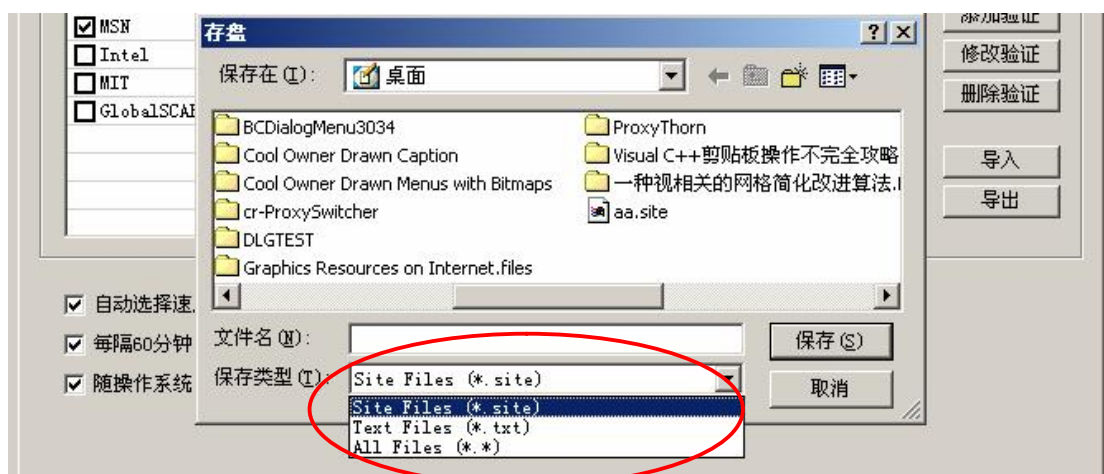 MSN
Intel
MIT
GlobalSCAP
自动选择速
每隔60分钟
随操作系统
存盘
保存在(I):
桌面
BCDialogMenu3034
Cool Owner Drawn Caption
Cool Owner Drawn Menus with Bitmaps
cr-ProxySwitcher
DLGTEST
Graphics Resources on Internet.files
ProxyThorn
Visual C++剪贴板操作不完全攻略
一种视相关的网格简化改进算法.
aa.site
文件名(N):
保存(S)
保存类型(T):
Site Files (*.site)
取消
Site Files (*.site)
Text Files (*.txt)
All Files (*.*)
添加验证
修改验证
删除验证
导入
导出